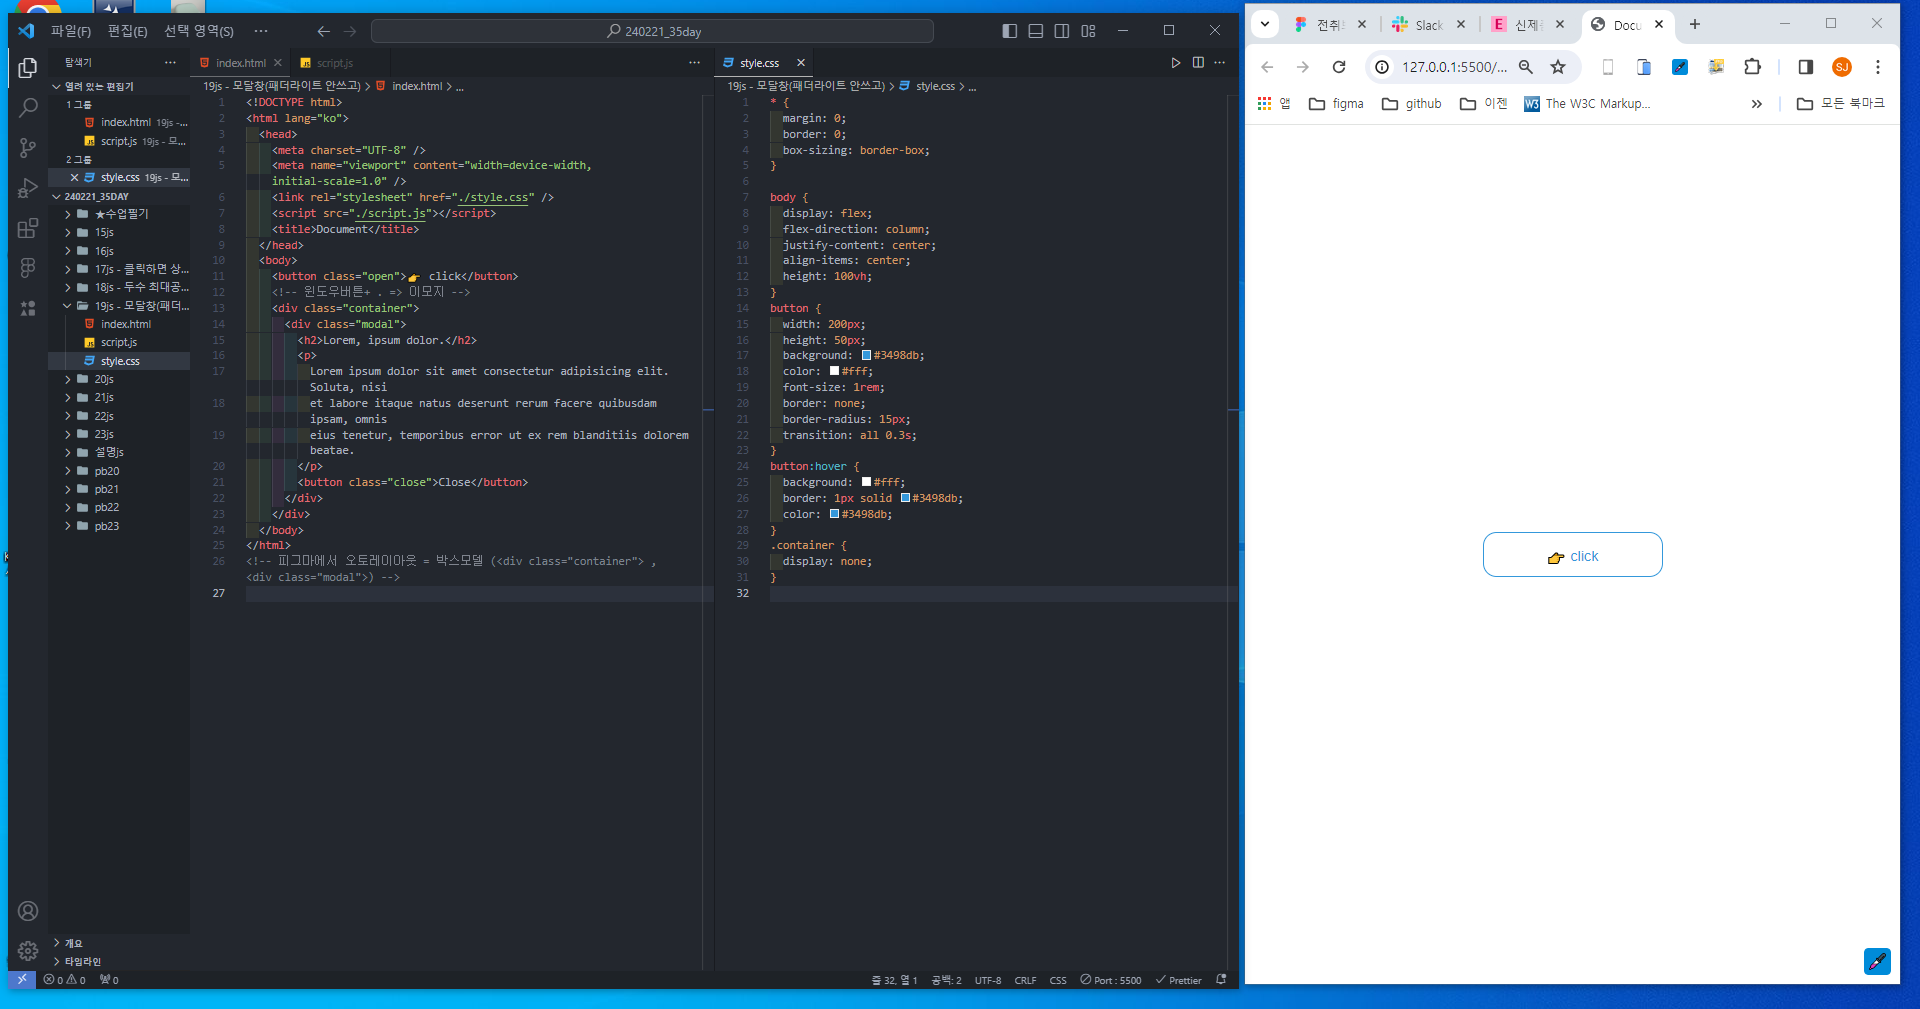 파일(F) 편집(E) 선택 영역(S) ···
240221_35day
탐색기
열려 있는 편집기
1 그룹
index.html 19js -...
script.js 19js - 모...
2 그룹
style.css 19js - 모...
240221_35DAY
★수업필기
15js
16js
17js - 클릭하면 상...
18js - 두수 최대공...
19js - 모달창(패더...
index.html
script.js
style.css
20js
21js
22js
23js
설명js
pb20
pb21
pb22
pb23
개요
타임라인
index.html
script.js
19js - 모달창(패더라이트 안쓰고) > index.html > ...
1 <!DOCTYPE html>
2 <html lang="ko">
3 <head>
4 <meta charset="UTF-8" />
5 <meta name="viewport" content="width=device-width,
initial-scale=1.0" />
6 <link rel="stylesheet" href="./style.css" />
7 <script src="./script.js"></script>
8 <title>Document</title>
9 </head>
10 <body>
11 <button class="open">👉 click</button>
12 <!-- 윈도우버튼+ . => 이모지 -->
13 <div class="container">
14 <div class="modal">
15 <h2>Lorem, ipsum dolor.</h2>
16 <p>
17 Lorem ipsum dolor sit amet consectetur adipisicing elit.
Soluta, nisi
18 et labore itaque natus deserunt rerum facere quibusdam
ipsam, omnis
19 eius tenetur, temporibus error ut ex rem blanditiis dolorem
beatae.
20 </p>
21 <button class="close">Close</button>
22 </div>
23 </div>
24 </body>
25 </html>
26 <!-- 피그마에서 오토레이아웃 = 박스모델 (<div class="container"> ,
<div class="modal">) -->
27
style.css
19js - 모달창(패더라이트 안쓰고) > style.css > ...
1 * {
2 margin: 0;
3 border: 0;
4 box-sizing: border-box;
5 }
6
7 body {
8 display: flex;
9 flex-direction: column;
10 justify-content: center;
11 align-items: center;
12 height: 100vh;
13 }
14 button {
15 width: 200px;
16 height: 50px;
17 background: #3498db;
18 color: #fff;
19 font-size: 1rem;
20 border: none;
21 border-radius: 15px;
22 transition: all 0.3s;
23 }
24 button:hover {
25 background: #fff;
26 border: 1px solid #3498db;
27 color: #3498db;
28 }
29 .container {
30 display: none;
31 }
32
0 0 0
줄 32, 열 1 공백: 2 UTF-8 CRLF CSS Port : 5500 Prettier
전취 Slack 신제 Docu
127.0.0.1:5500/... SJ
앱 figma github 이젠 W3 The W3C Markup... » 모든 북마크
👉 click